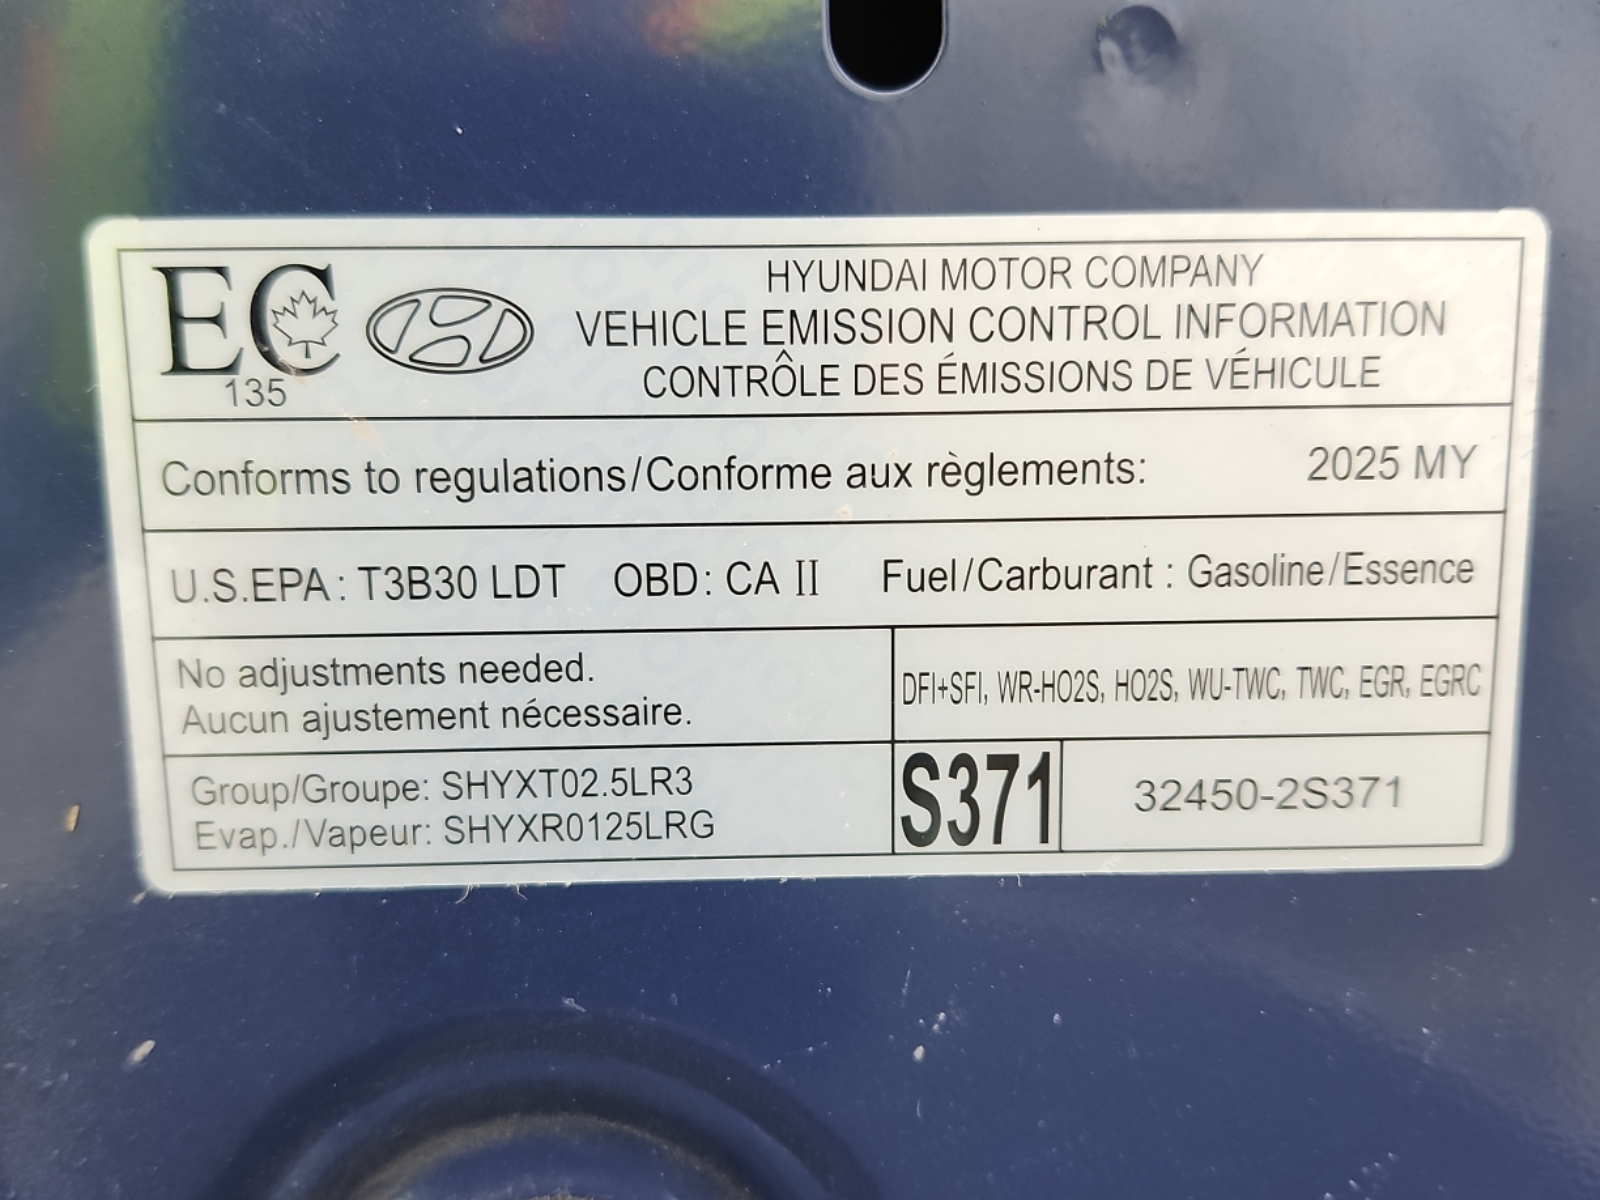 EC
135
HYUNDAI MOTOR COMPANY
VEHICLE EMISSION CONTROL INFORMATION
CONTRÔLE DES ÉMISSIONS DE VÉHICULE
Conforms to regulations/Conforme aux règlements: 2025 MY
U.S.EPA: T3B30 LDT OBD: CA II Fuel/Carburant : Gasoline/Essence
No adjustments needed.
Aucun ajustement nécessaire.
DFI+SFI, WR-HO2S, HO2S, WU-TWC, TWC, EGR, EGRC
Group/Groupe: SHYXT02.5LR3
Evap./Vapeur: SHYXR0125LRG
S371
32450-2S371